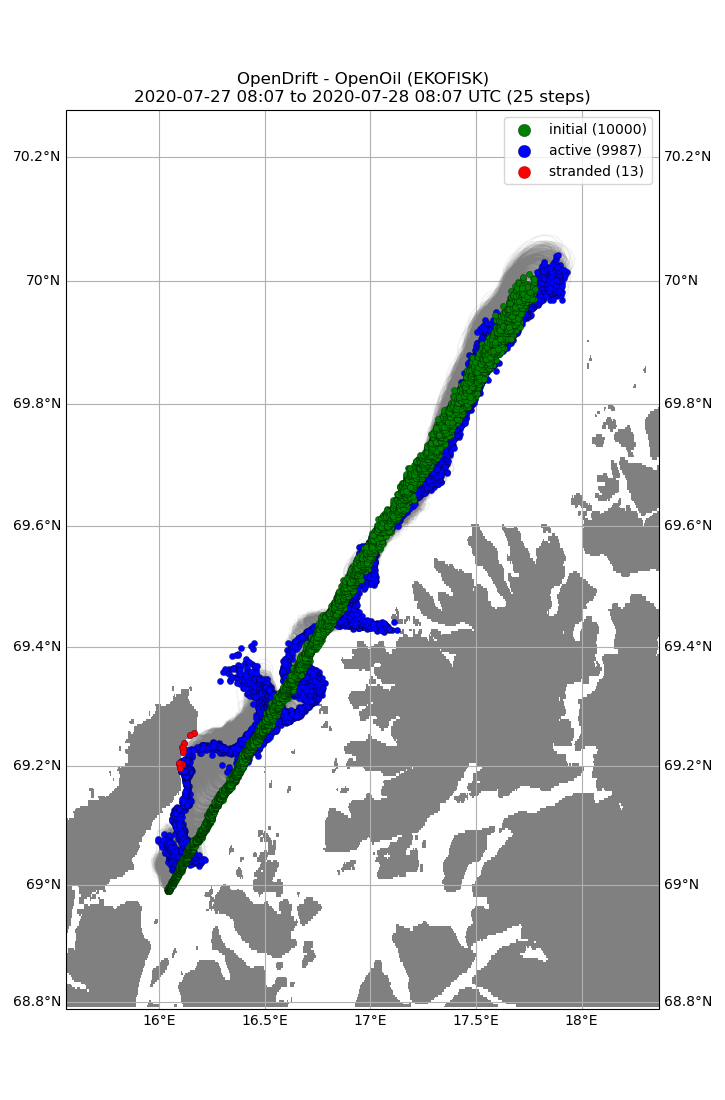 OpenDrift - OpenOil (EKOFISK)
2020-07-27 08:07 to 2020-07-28 08:07 UTC (25 steps)
initial (10000)
active (9987)
stranded (13)
70.2°N 70.2°N
70°N 70°N
69.8°N 69.8°N
69.6°N 69.6°N
69.4°N 69.4°N
69.2°N 69.2°N
69°N 69°N
68.8°N 68.8°N
16°E 16.5°E 17°E 17.5°E 18°E